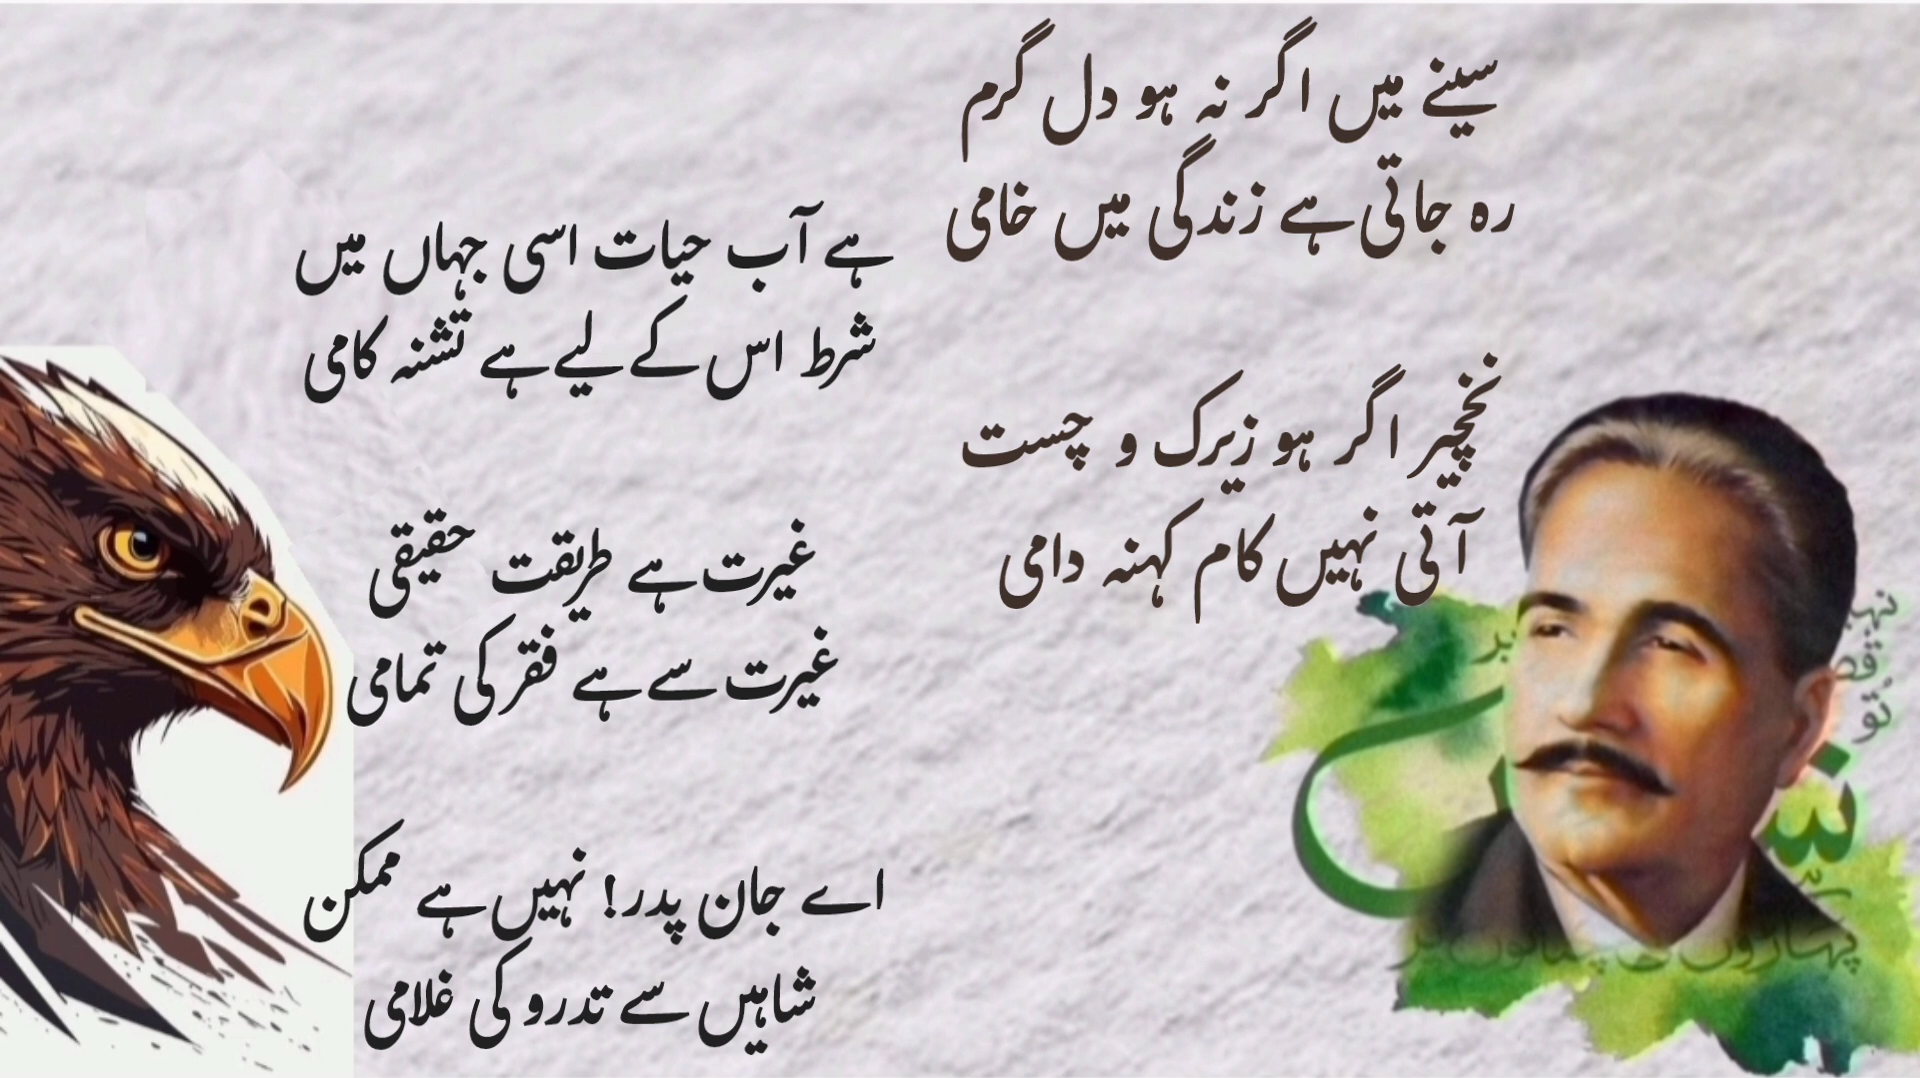 سینے میں اگر نہ ہو دل گرم
رہ جاتی ہے زندگی میں خامی
نخچیر اگر ہو زیرک و چست
آتی نہیں کام کہنہ دامی
ہے آب حیات اسی جہاں میں
شرط اس کے لیے ہے تشنہ کامی
غیرت ہے طریقت حقیقی
غیرت سے ہے فقر کی تمامی
اے جان پدر! نہیں ہے ممکن
شاہیں سے تدرو کی غلامی